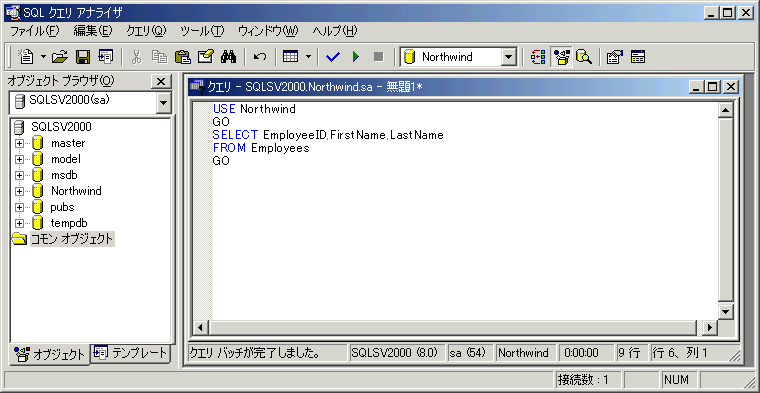 SQL クエリ アナライザ
ファイル(F) 編集(E) クエリ(Q) ツール(T) ウィンドウ(W) ヘルプ(H)
Northwind
オブジェクト ブラウザ(O)
SQLSV2000(sa)
SQLSV2000
master
model
msdb
Northwind
pubs
tempdb
コモン オブジェクト
オブジェクト テンプレート
クエリ - SQLSV2000.Northwind.sa - 無題1*
USE Northwind
GO
SELECT EmployeeID,FirstName,LastName
FROM Employees
GO
クエリ バッチが完了しました。 SQLSV2000 (8.0) sa (54) Northwind 0:00:00 9 行 行 6、列 1
接続数 : 1 NUM